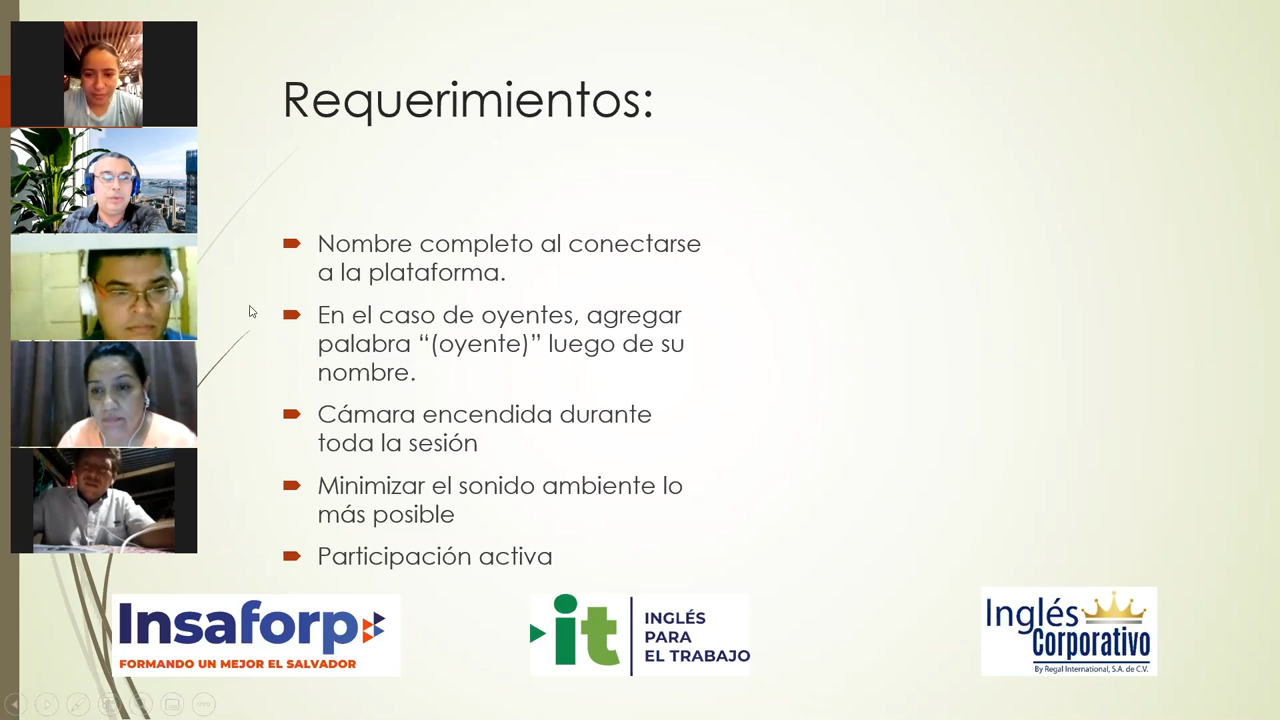 Requerimientos:
Nombre completo al conectarse
a la plataforma.
En el caso de oyentes, agregar
palabra “(oyente)” luego de su
nombre.
Cámara encendida durante
toda la sesión
Minimizar el sonido ambiente lo
más posible
Participación activa
Insaforp
FORMANDO UN MEJOR EL SALVADOR
it
INGLÉS
PARA
EL TRABAJO
Inglés
Corporativo
By Regal International, S.A. de C.V.